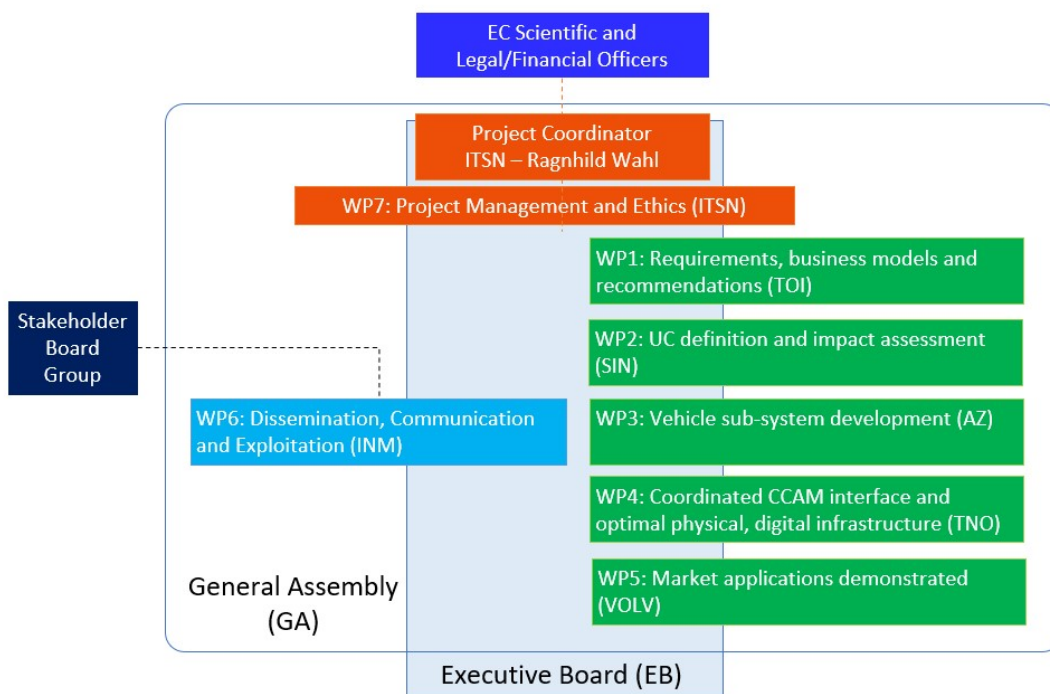 EC Scientific and
Legal/Financial Officers
Project Coordinator
ITSN – Ragnhild Wahl
WP7: Project Management and Ethics (ITSN)
WP1: Requirements, business models and
recommendations (TOI)
Stakeholder
Board
Group
WP2: UC definition and impact assessment
(SIN)
WP6: Dissemination, Communication
and Exploitation (INM)
WP3: Vehicle sub-system development (AZ)
WP4: Coordinated CCAM interface and
optimal physical, digital infrastructure (TNO)
WP5: Market applications demonstrated
(VOLV)
General Assembly
(GA)
Executive Board (EB)